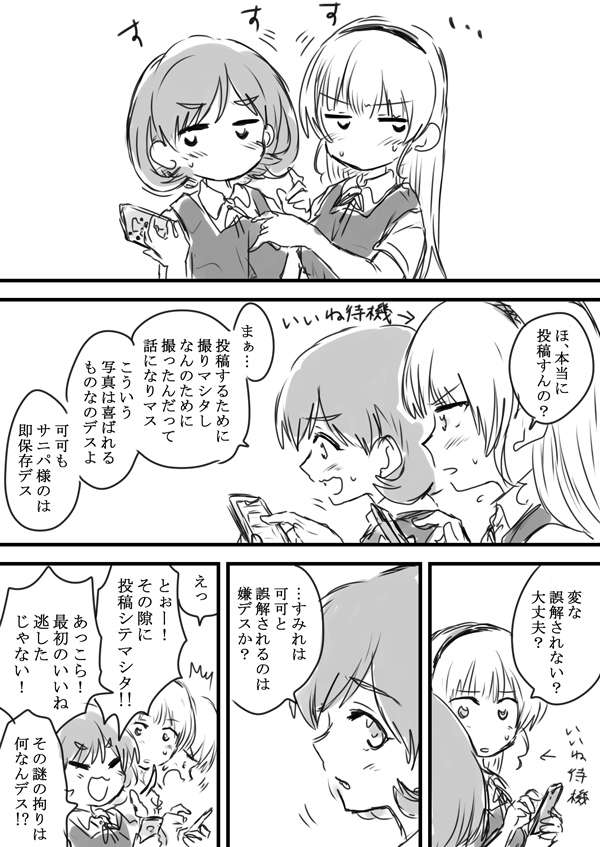 す
す
す
す
…
ほ、本当に
投稿すんの？
いいね待機→
まぁ…
投稿するために
撮りマシタし
なんのために
撮ったんだって
話になりマス
こういう
写真は喜ばれる
ものなのデスよ
可可も
サニパ様のは
即保存デス
変な
誤解されない？
大丈夫？
←いいね待機
…すみれは
可可と
誤解されるのは
嫌デスか？
えっ
とぉー！
その隙に
投稿シテマシタ!!
あっこら！
最初のいいね
逃した
じゃない！
その謎の拘りは
何なんデス!?